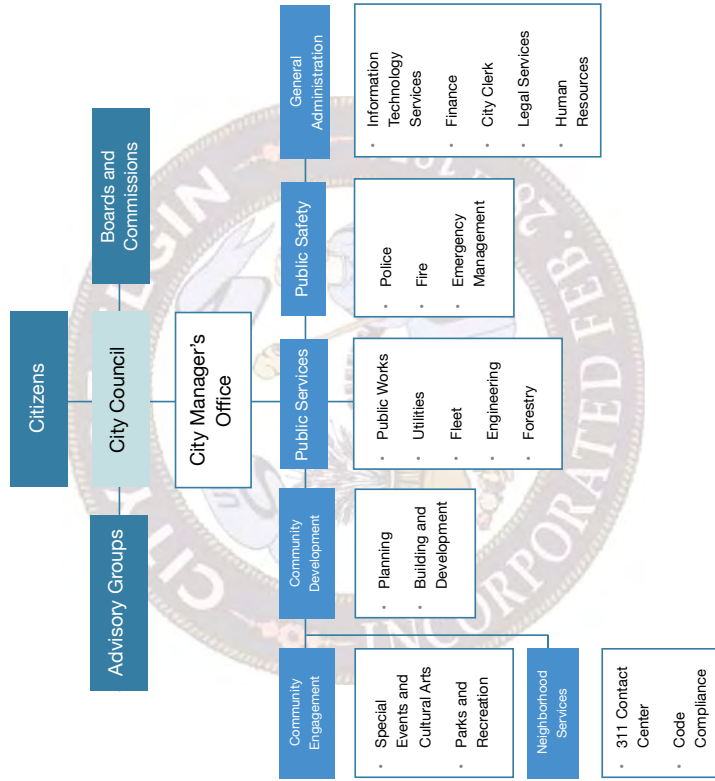 Citizens
Advisory Groups
City Council
Boards and
Commissions
City Manager's
Office
Community
Engagement
Community
Development
Public Services
Public Safety
General
Administration
• Special
Events and
Cultural Arts
• Parks and
Recreation
Neighborhood
Services
• 311 Contact
Center
• Code
Compliance
• Planning
• Building and
Development
• Public Works
• Utilities
• Fleet
• Engineering
• Forestry
• Police
• Fire
• Emergency
Management
• Information
Technology
Services
• Finance
• City Clerk
• Legal Services
• Human
Resources
CITY
ELGIN
INCORPORATED FEB. 28